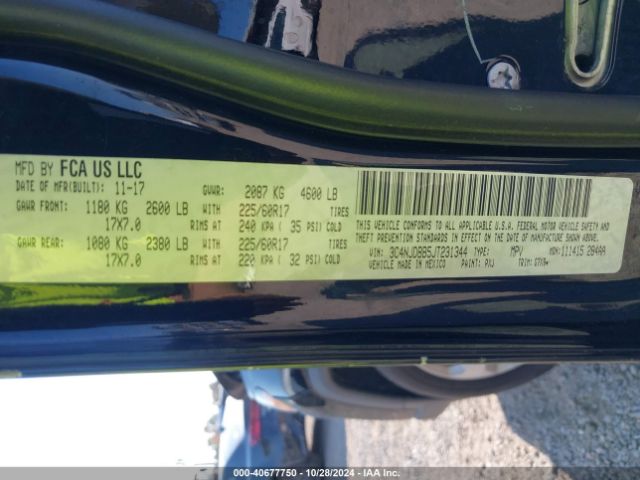 MFD BY FCA US LLC
DATE OF MFR(BUILT): 11-17 GVWR: 2087 KG 4600 LB
GAWR FRONT: 1180 KG 2600 LB WITH 225/60R17 TIRES
17X7.0 RIMS AT 240 KPA ( 35 PSI) COLD
GAWR REAR: 1080 KG 2380 LB WITH 225/60R17 TIRES
17X7.0 RIMS AT 220 KPA ( 32 PSI) COLD
THIS VEHICLE CONFORMS TO ALL APPLICABLE U.S.A. FEDERAL MOTOR VEHICLE SAFETY AND
THEFT PREVENTION STANDARDS IN EFFECT ON THE DATE OF MANUFACTURE SHOWN ABOVE.
VIN: 3C4NJDBB5JT231344 TYPE: MPV MDH: 111415 284AA
VEHICLE MADE IN MEXICO PAINT: TRIM:
000-40677750 | 10/28/2024 | IAA Inc.